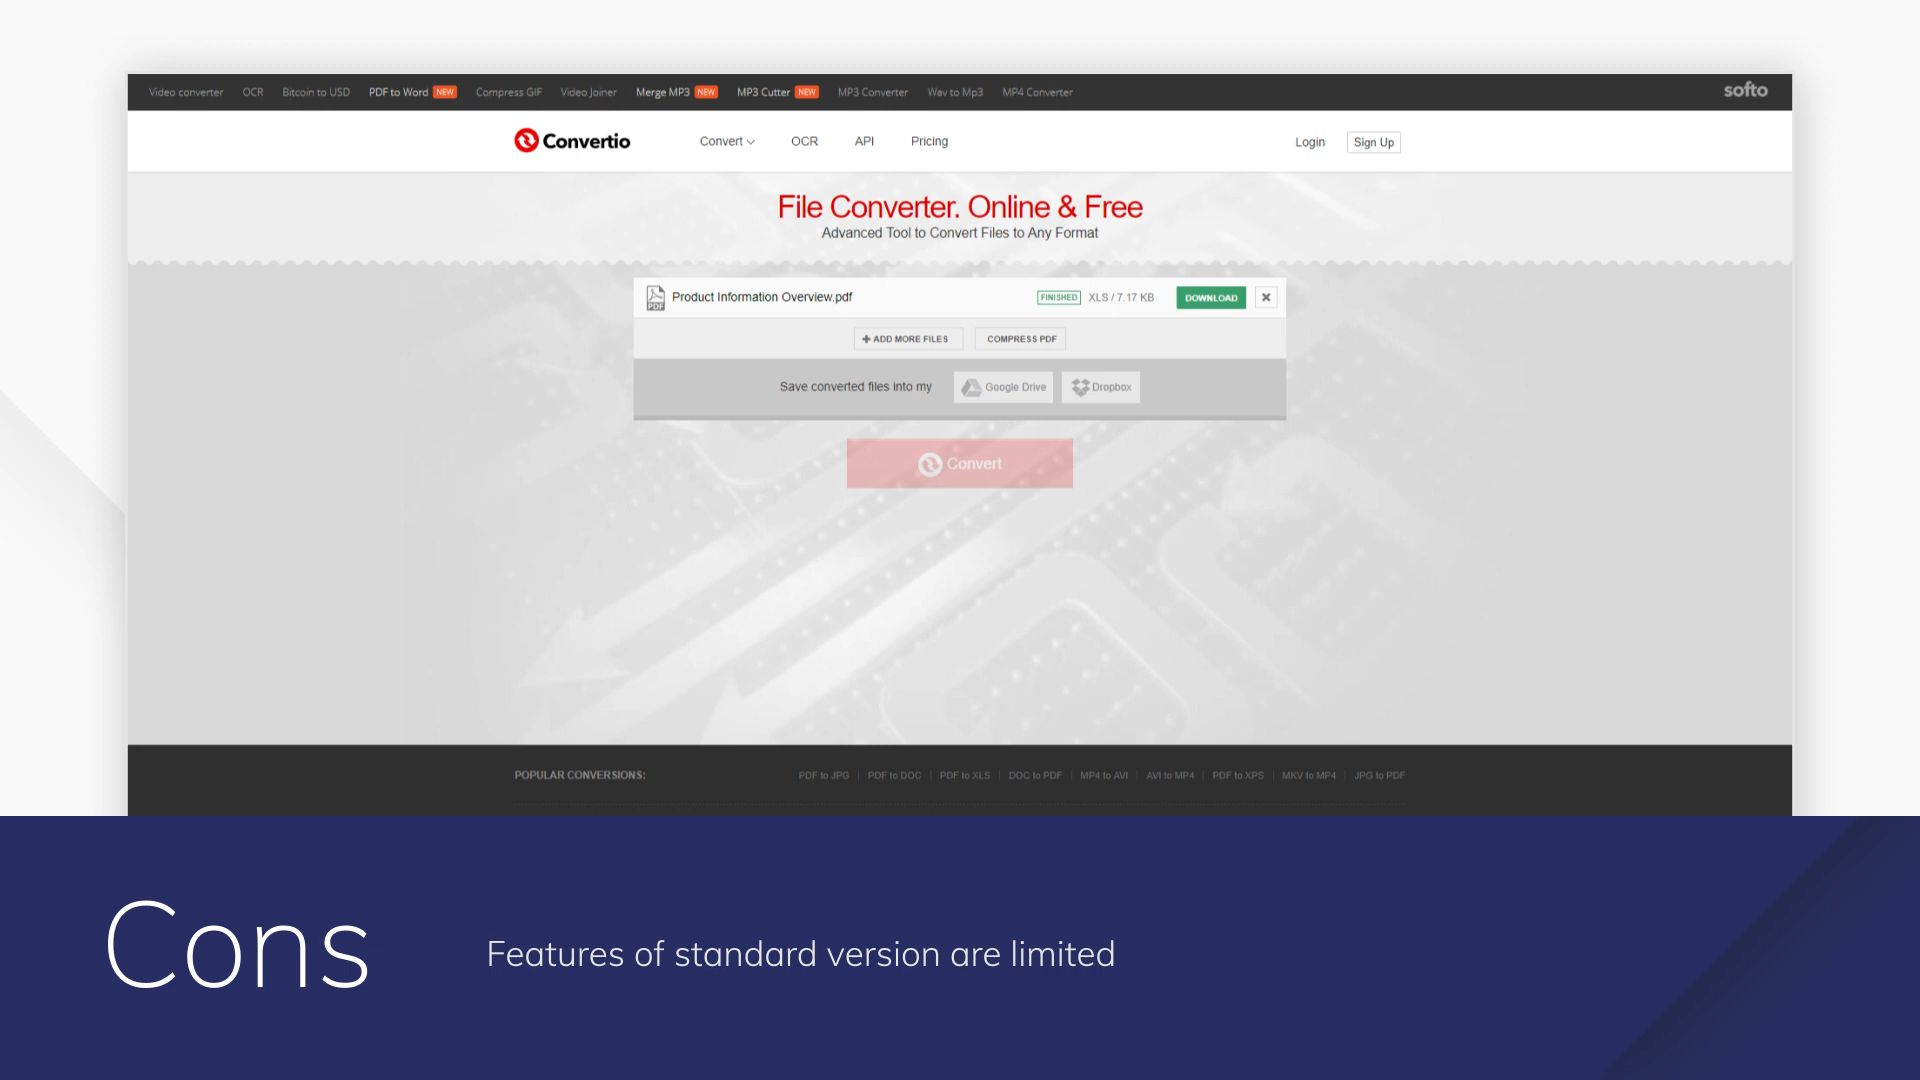 Video converter OCR Bitcoin to USD PDF to Word NEW Compress GIF Video Joiner Merge MP3 NEW MP3 Cutter NEW MP3 Converter Wav to Mp3 MP4 Converter softo
Convertio Convert OCR API Pricing Login Sign Up
File Converter. Online & Free
Advanced Tool to Convert Files to Any Format
PDF Product Information Overview.pdf FINISHED XLS / 7.17 KB DOWNLOAD
ADD MORE FILES COMPRESS PDF
Save converted files into my Google Drive Dropbox
Convert
POPULAR CONVERSIONS: PDF to JPG PDF to DOC PDF to XLS DOC to PDF MP4 to AVI AVI to MP4 PDF to XPS MKV to MP4 JPG to PDF
Cons Features of standard version are limited